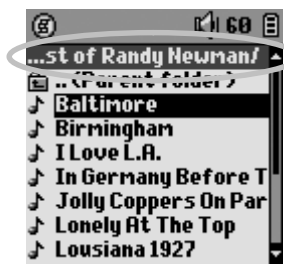 60
...st of Randy Newman/
.. (Parent folder)
Baltimore
Birmingham
I Love L.A.
In Germany Before T
Jolly Coppers On Par
Lonely At The Top
Lousiana 1927